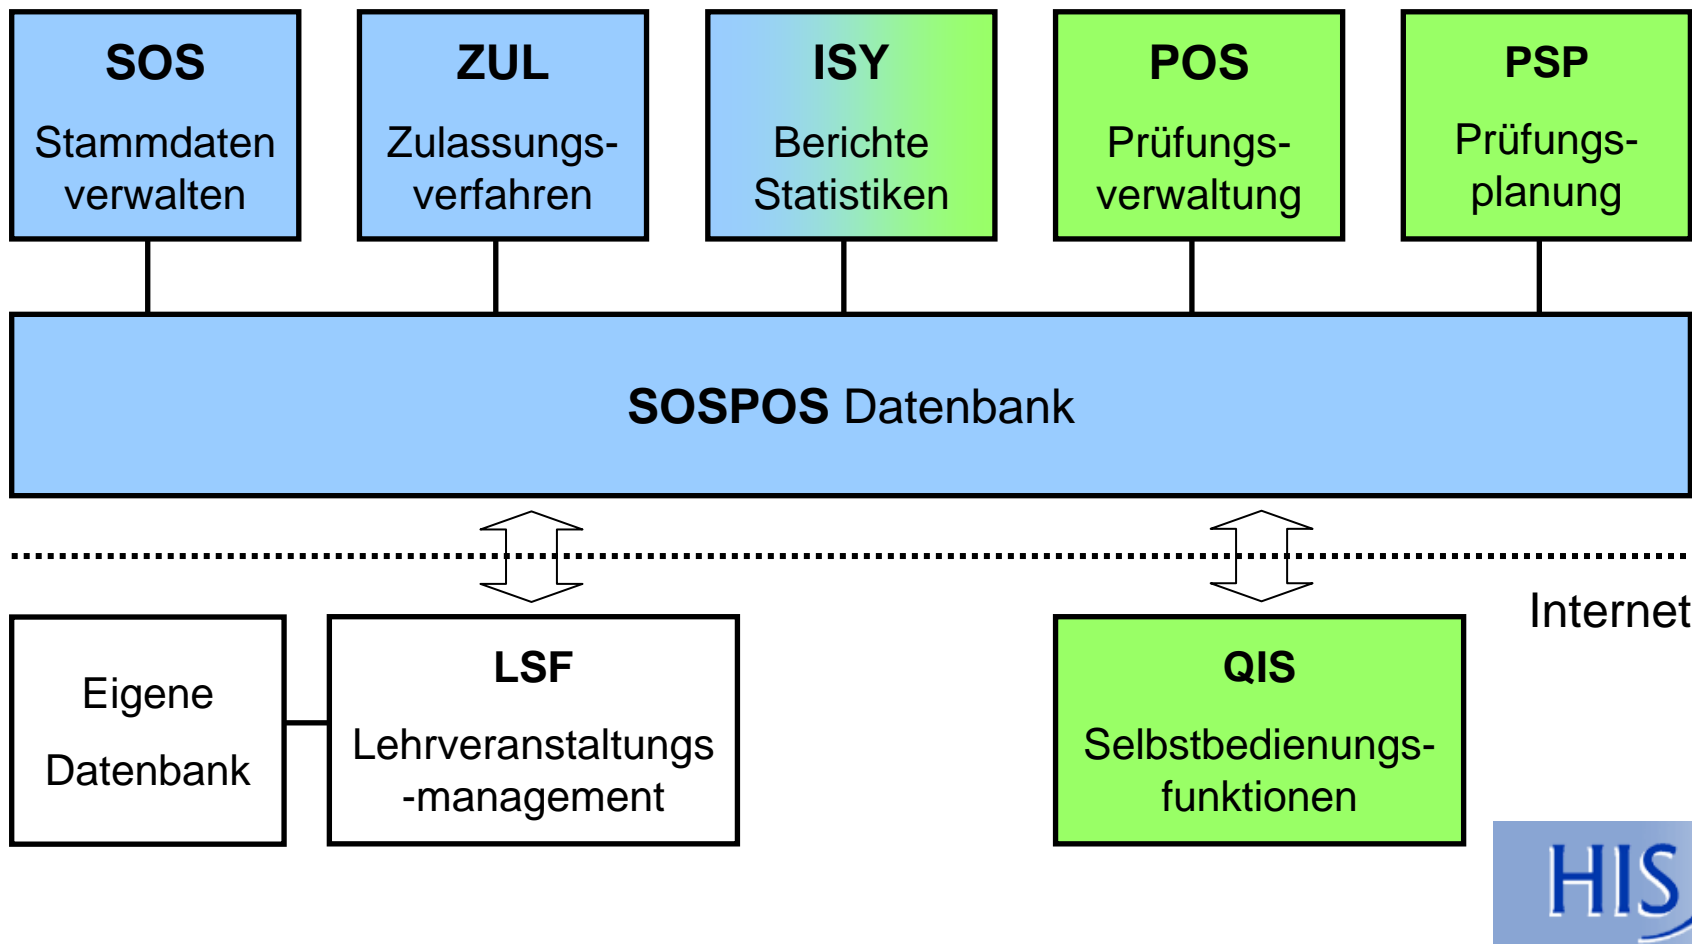 SOS
Stammdaten
verwalten
ZUL
Zulassungs-
verfahren
ISY
Berichte
Statistiken
POS
Prüfungs-
verwaltung
PSP
Prüfungs-
planung
SOSPOS Datenbank
Internet
Eigene
Datenbank
LSF
Lehrveranstaltungs
-management
QIS
Selbstbedienungs-
funktionen
HIS